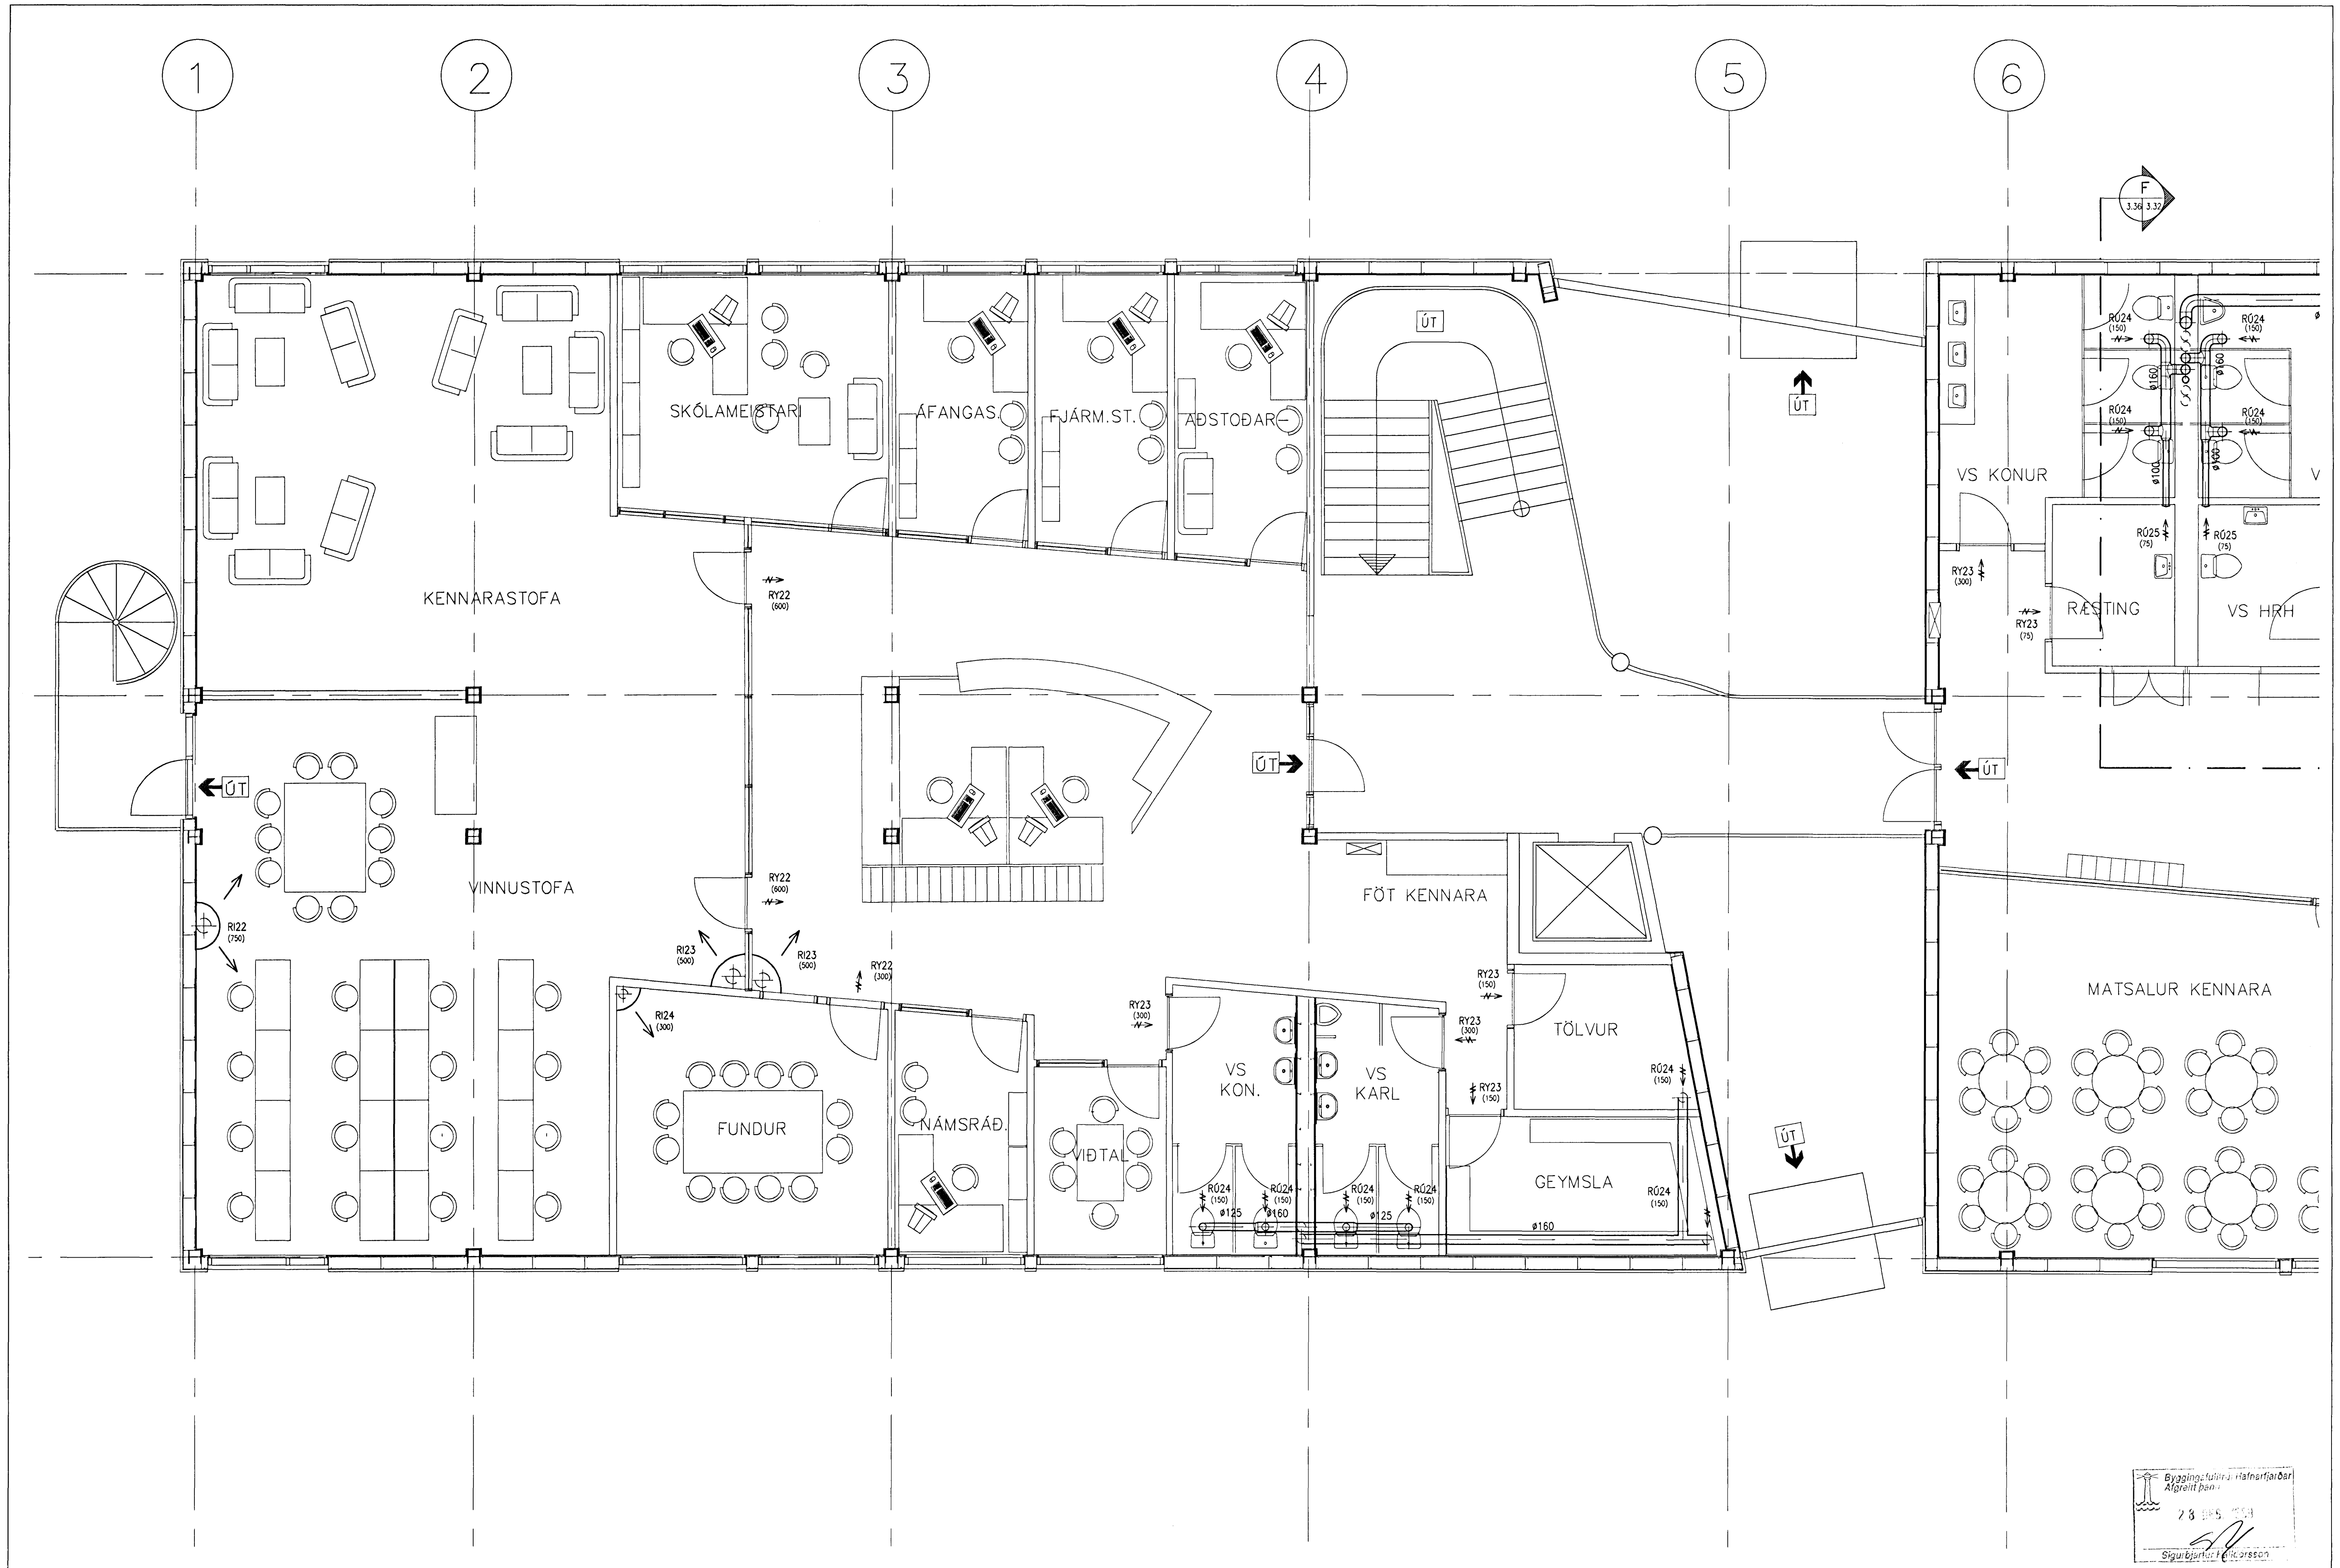 1 2 3 4 5 6
F
3.36 3.32
ÚT
SKÓLAMEISTARI
ÁFANGAS.
FJÁRM.ST.
AÐSTOÐAR-
ÚT
RÚ24
(150)
RÚ24
(150)
ø160
ø160
RÚ24
(150)
RÚ24
(150)
ø100
ø100
VS KONUR
RÚ25
(75)
RÚ25
(75)
RY23
(300)
RÆSTING
RY23
(75)
VS HRH
KENNARASTOFA
RY22
(600)
ÚT
ÚT
ÚT
VINNUSTOFA
RY22
(600)
FÖT KENNARA
RI22
(750)
RI23
(500)
RI23
(500)
RY22
(300)
RI24
(300)
RY23
(300)
RY23
(150)
RY23
(300)
TÖLVUR
MATSALUR KENNARA
VS
KON.
VS
KARL
RÚ24
(150)
RY23
(150)
FUNDUR
NÁMSRÁÐ.
VIÐTAL
ÚT
GEYMSLA
RÚ24
(150)
RÚ24
(150)
RÚ24
(150)
RÚ24
(150)
RÚ24
(150)
ø125
ø160
ø125
ø160
Hafnarfjarðar
28 DES.